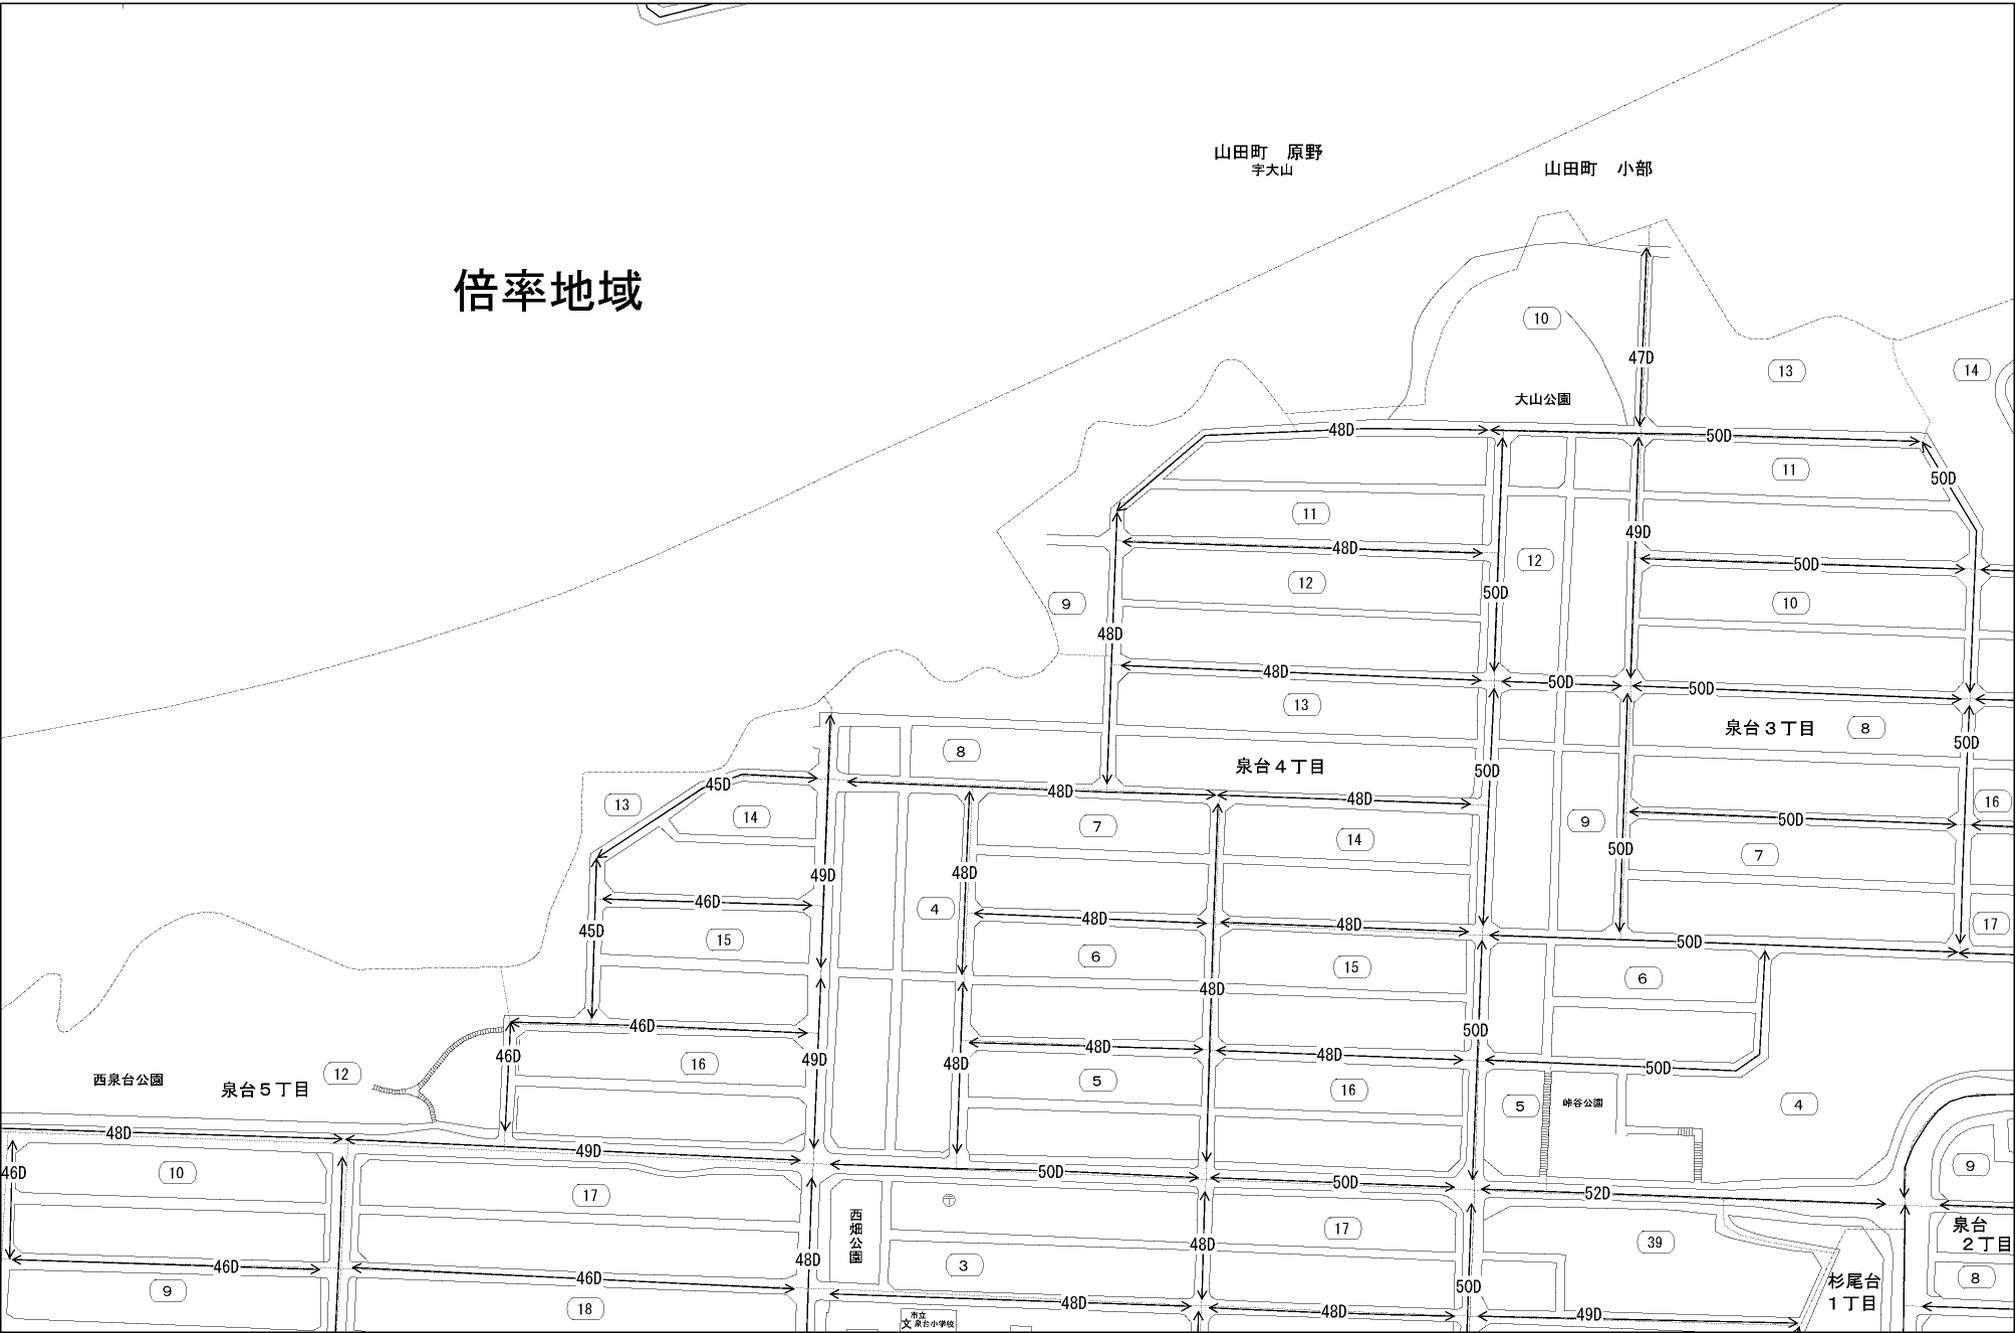 山田町　原野
字大山
山田町　小部
倍率地域
10
47D
13
14
大山公園
48D
50D
11
50D
11
49D
48D
12
50D
12
50D
10
9
48D
48D
50D
50D
13
泉台３丁目
8
50D
8
泉台４丁目
50D
45D
48D
48D
13
14
7
14
9
50D
16
50D
7
49D
48D
46D
4
48D
48D
17
45D
15
50D
6
15
6
48D
46D
50D
46D
49D
48D
48D
48D
50D
16
12
西泉台公園
泉台５丁目
5
16
5
峠谷公園
4
48D
49D
50D
50D
52D
46D
10
17
9
西畑公園
17
39
泉台
２丁目
48D
48D
3
46D
46D
8
杉尾台
１丁目
50D
9
18
48D
48D
49D
市立
文 泉台小学校